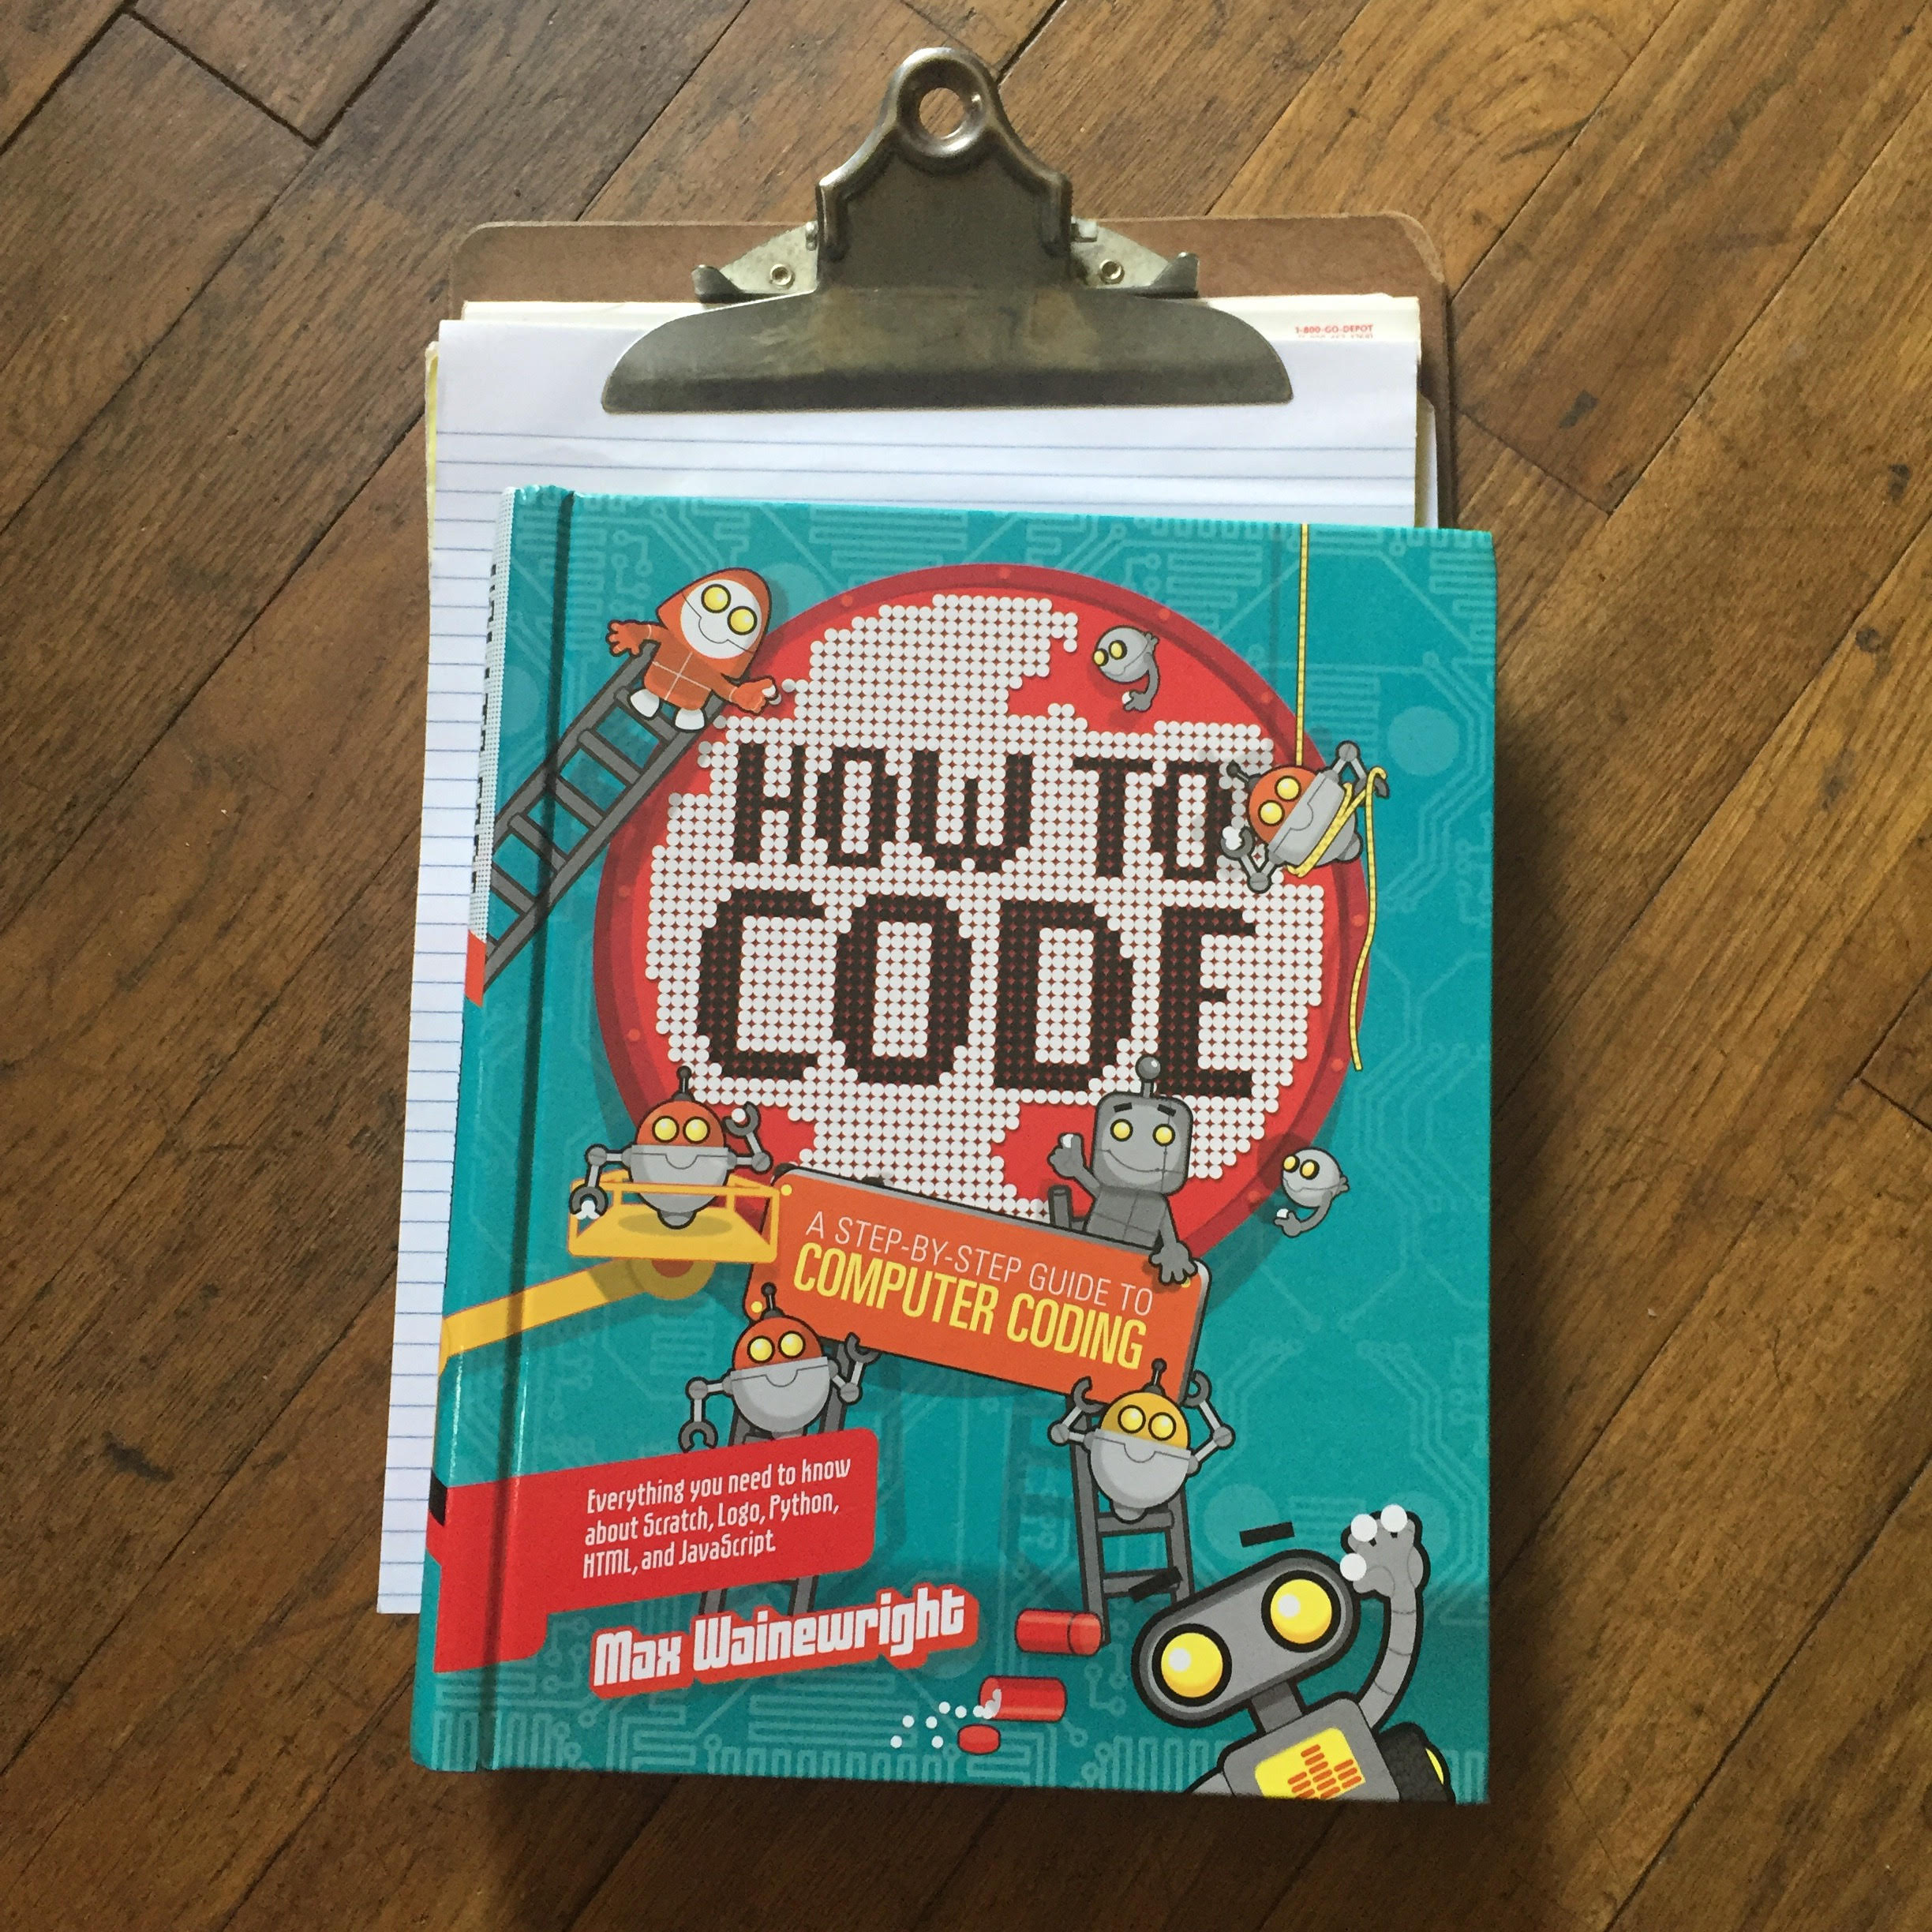 1-800-GO-DEPOT
HOW TO
CODE
A STEP-BY-STEP GUIDE TO
COMPUTER CODING
Everything you need to know
about Scratch, Logo, Python,
HTML, and JavaScript.
Max Wainewright